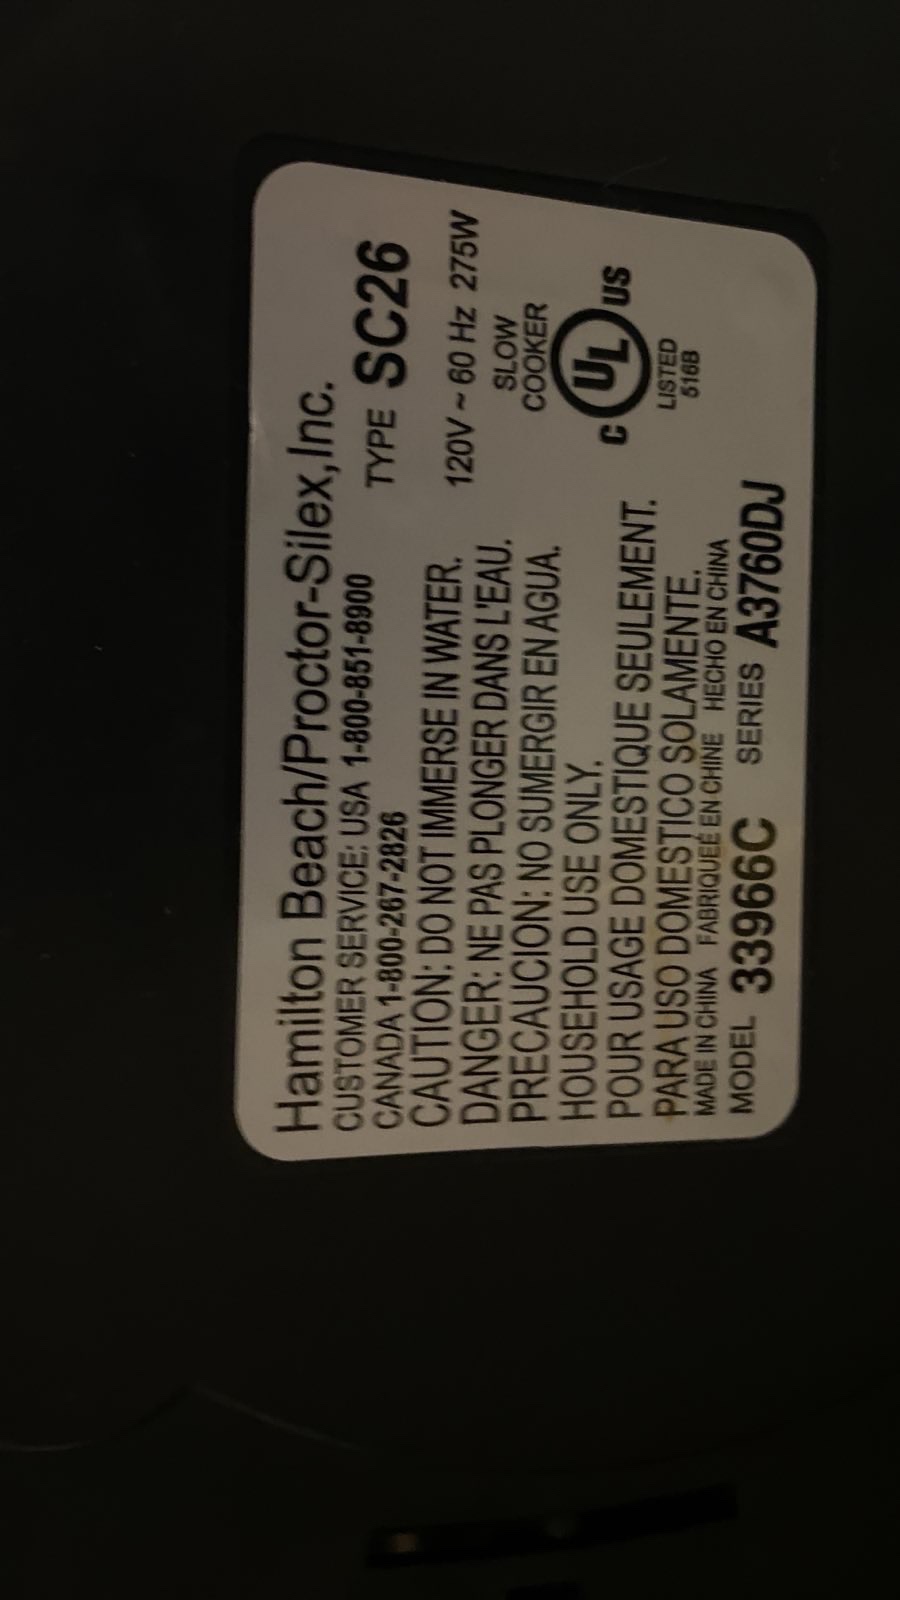 Hamilton Beach/Proctor-Silex,Inc.
CUSTOMER SERVICE: USA 1-800-851-8900
CANADA 1-800-267-2826
TYPE SC26
CAUTION: DO NOT IMMERSE IN WATER.
DANGER: NE PAS PLONGER DANS L'EAU.
PRECAUCION: NO SUMERGIR EN AGUA.
120V ~ 60 Hz 275W
SLOW
COOKER
HOUSEHOLD USE ONLY.
POUR USAGE DOMESTIQUE SEULEMENT.
PARA USO DOMESTICO SOLAMENTE.
C UL US
LISTED
516B
MADE IN CHINA FABRIQUEÉ EN CHINE HECHO EN CHINA
MODEL 33966C SERIES A3760DJ